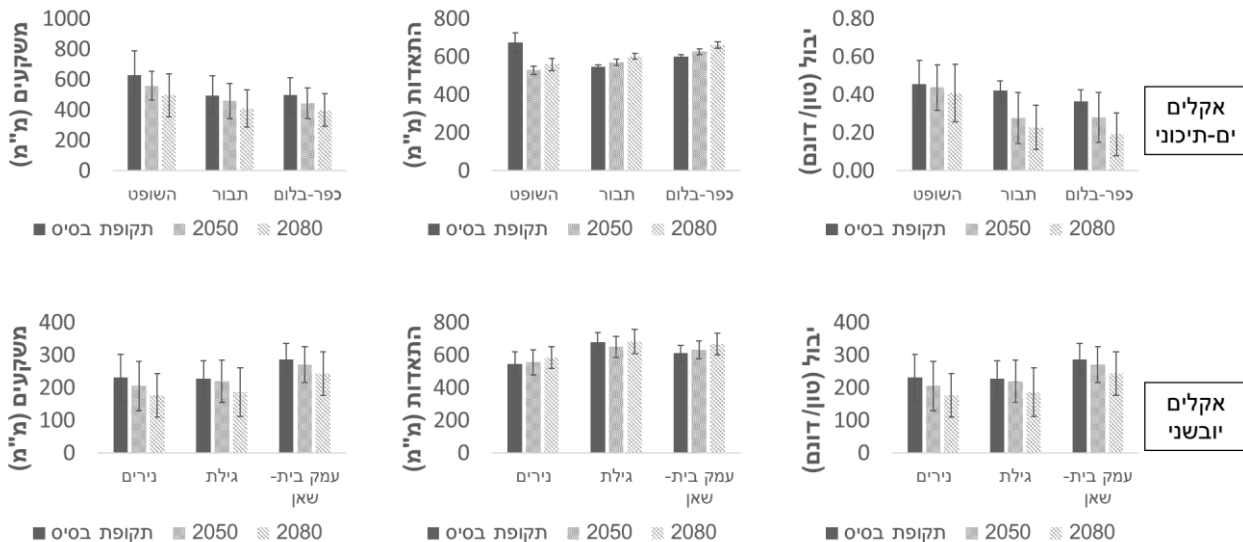 משקעים (מ"מ)
1000
800
600
400
200
0
השופט
תבור
כפר-בלום
תקופת בסיס
2050
2080
התאדות (מ"מ)
800
600
400
200
0
השופט
תבור
כפר-בלום
תקופת בסיס
2050
2080
יבול (טון/ דונם)
0.80
0.60
0.40
0.20
0.00
השופט
תבור
כפר-בלום
תקופת בסיס
2050
2080
אקלים
ים-תיכוני
משקעים (מ"מ)
400
300
200
100
0
נירים
גילת
עמק בית-
שאן
תקופת בסיס
2050
2080
התאדות (מ"מ)
800
600
400
200
0
נירים
גילת
עמק בית-
שאן
תקופת בסיס
2050
2080
יבול (טון/ דונם)
400
300
200
100
0
נירים
גילת
עמק בית-
שאן
תקופת בסיס
2050
2080
אקלים
יובשני